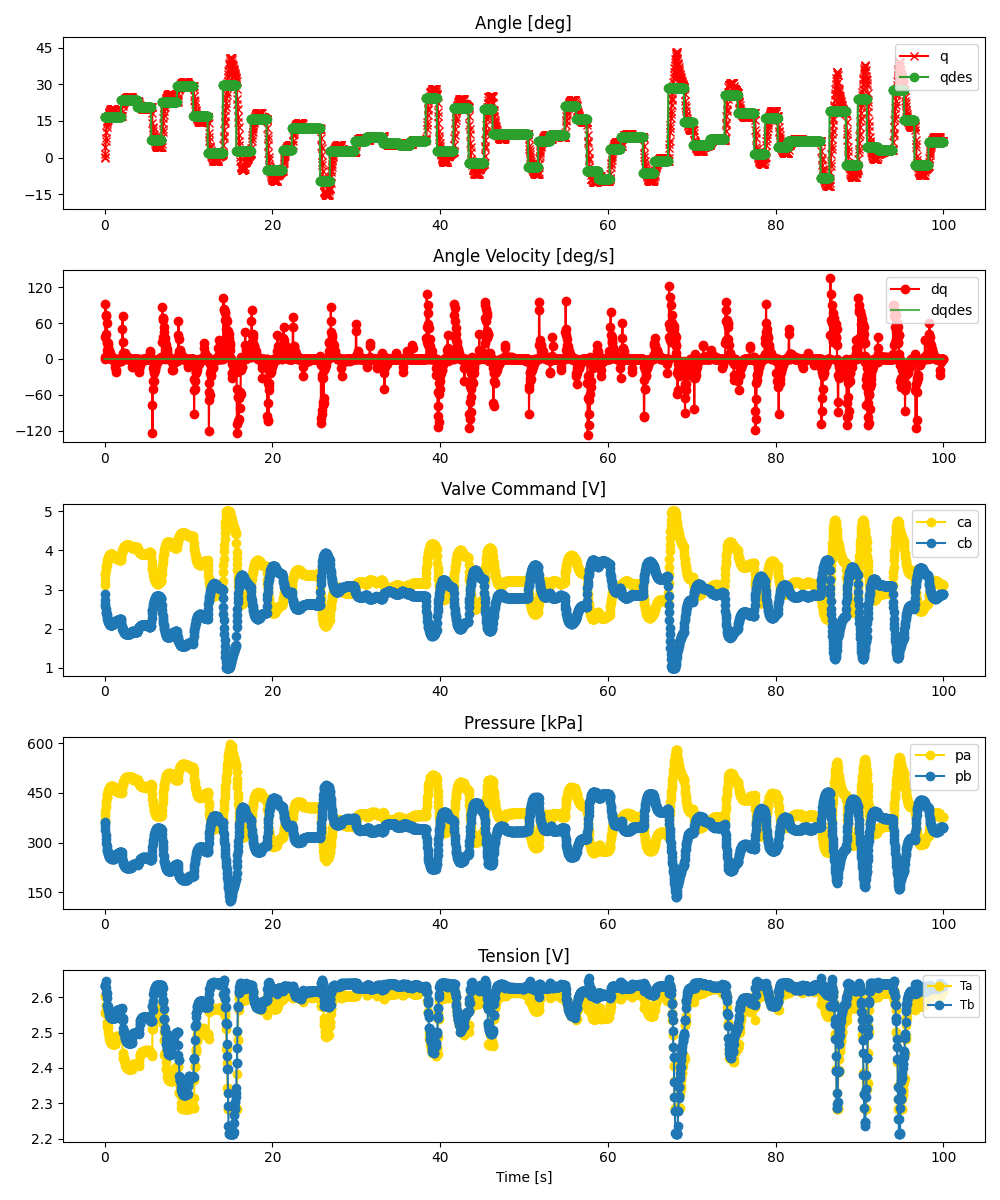 Angle [deg]
45
30
15
0
−15
q
qdes
0 20 40 60 80 100
Angle Velocity [deg/s]
120
60
0
−60
−120
dq
dqdes
0 20 40 60 80 100
Valve Command [V]
5
4
3
2
1
ca
cb
0 20 40 60 80 100
Pressure [kPa]
600
450
300
150
pa
pb
0 20 40 60 80 100
Tension [V]
2.6
2.5
2.4
2.3
2.2
Ta
Tb
0 20 40 60 80 100
Time [s]